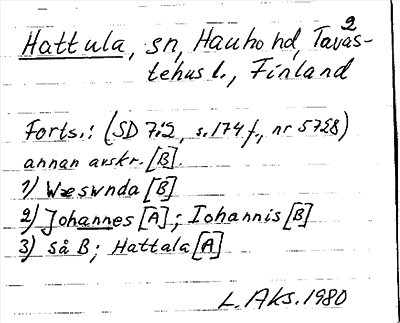 2
Hattula, sn, Hauho hd, Tavas-
tehus l., Finland
Forts.: (SD 7:2, s. 174 f., nr 5728)
annan avskr. [B].
1) Wæswnda [B]
2) Johannes [A]; Iohannis [B]
3) så B; Hattala [A]
L. Aks. 1980